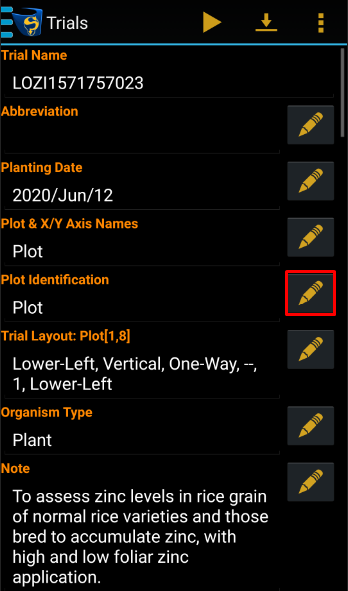 Trials
Trial Name
LOZI1571757023
Abbreviation
Planting Date
2020/Jun/12
Plot & X/Y Axis Names
Plot
Plot Identification
Plot
Trial Layout: Plot[1,8]
Lower-Left, Vertical, One-Way, --,
1, Lower-Left
Organism Type
Plant
Note
To assess zinc levels in rice grain
of normal rice varieties and those
bred to accumulate zinc, with
high and low foliar zinc
application.